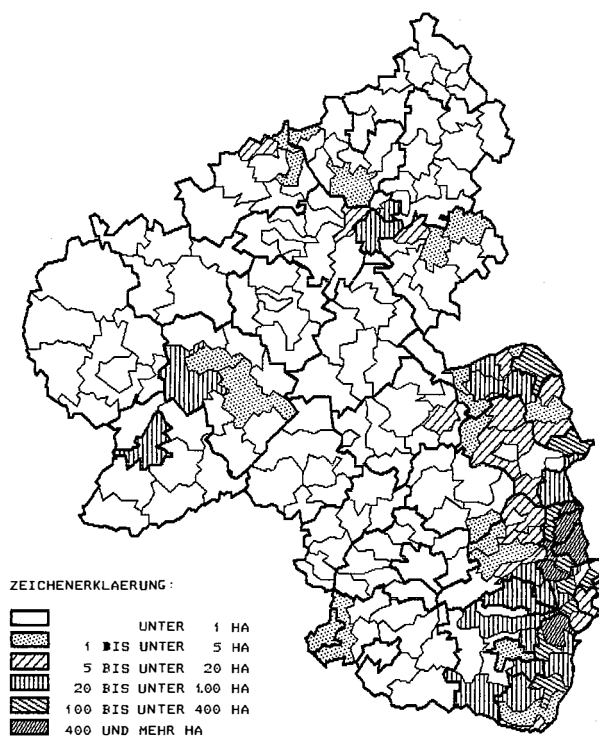 ZEICHENERKLAERUNG:
UNTER 1 HA
1 BIS UNTER 5 HA
5 BIS UNTER 20 HA
20 BIS UNTER 100 HA
100 BIS UNTER 400 HA
400 UND MEHR HA